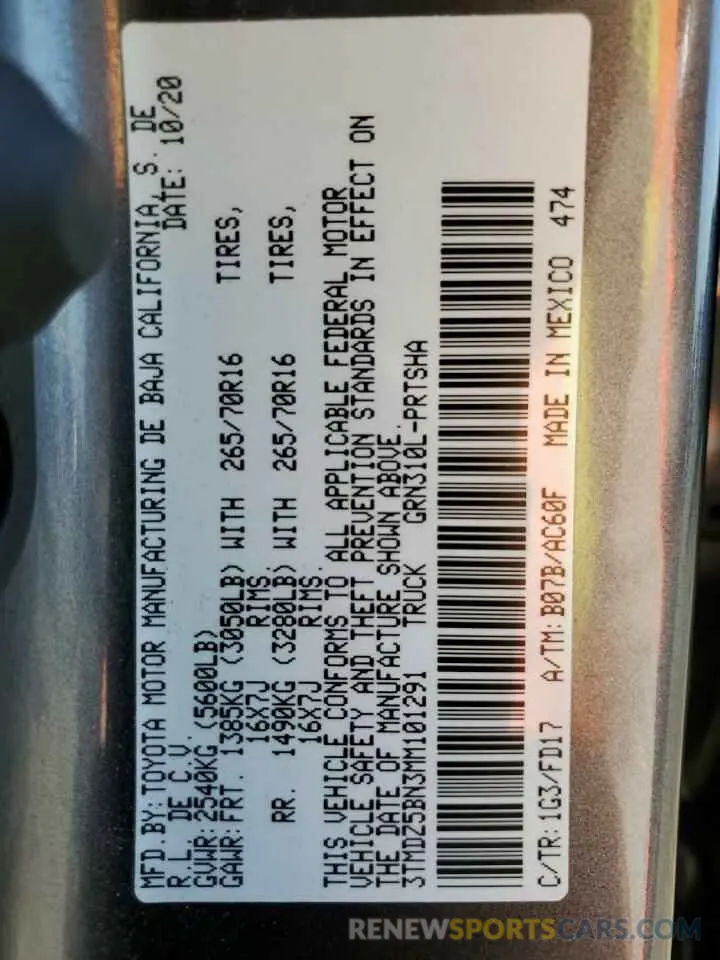 MFD.BY:TOYOTA MOTOR MANUFACTURING DE BAJA CALIFORNIA,S. DE
R.L. DE C.V. DATE: 10/20
GVWR:2540KG (5600LB)
GAWR:FRT. 1385KG (3050LB) WITH 265/70R16 TIRES,
16X7J RIMS
RR. 1490KG (3280LB) WITH 265/70R16 TIRES,
16X7J RIMS.
THIS VEHICLE CONFORMS TO ALL APPLICABLE FEDERAL MOTOR
VEHICLE SAFETY AND THEFT PREVENTION STANDARDS IN EFFECT ON
THE DATE OF MANUFACTURE SHOWN ABOVE.
3TMDZ5BN3MM101291 TRUCK GRN310L-PRTSHA
C/TR:1G3/FD17 A/TM:B07B/AC60F MADE IN MEXICO 474
RENEWSPORTSCARS.COM